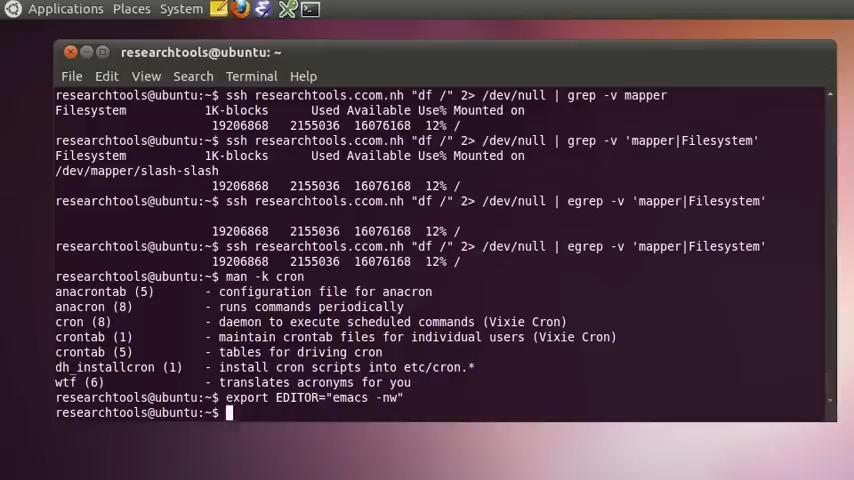 Applications Places System
researchtools@ubuntu: ~
File Edit View Search Terminal Help
researchtools@ubuntu:~$ ssh researchtools.ccom.nh "df /" 2> /dev/null | grep -v mapper
Filesystem 1K-blocks Used Available Use% Mounted on
19206868 2155036 16076168 12% /
researchtools@ubuntu:~$ ssh researchtools.ccom.nh "df /" 2> /dev/null | grep -v 'mapper|Filesystem'
Filesystem 1K-blocks Used Available Use% Mounted on
/dev/mapper/slash-slash
19206868 2155036 16076168 12% /
researchtools@ubuntu:~$ ssh researchtools.ccom.nh "df /" 2> /dev/null | egrep -v 'mapper|Filesystem'
19206868 2155036 16076168 12% /
researchtools@ubuntu:~$ ssh researchtools.ccom.nh "df /" 2> /dev/null | egrep -v 'mapper|Filesystem'
19206868 2155036 16076168 12% /
researchtools@ubuntu:~$ man -k cron
anacrontab (5) - configuration file for anacron
anacron (8) - runs commands periodically
cron (8) - daemon to execute scheduled commands (Vixie Cron)
crontab (1) - maintain crontab files for individual users (Vixie Cron)
crontab (5) - tables for driving cron
dh_installcron (1) - install cron scripts into etc/cron.*
wtf (6) - translates acronyms for you
researchtools@ubuntu:~$ export EDITOR="emacs -nw"
researchtools@ubuntu:~$